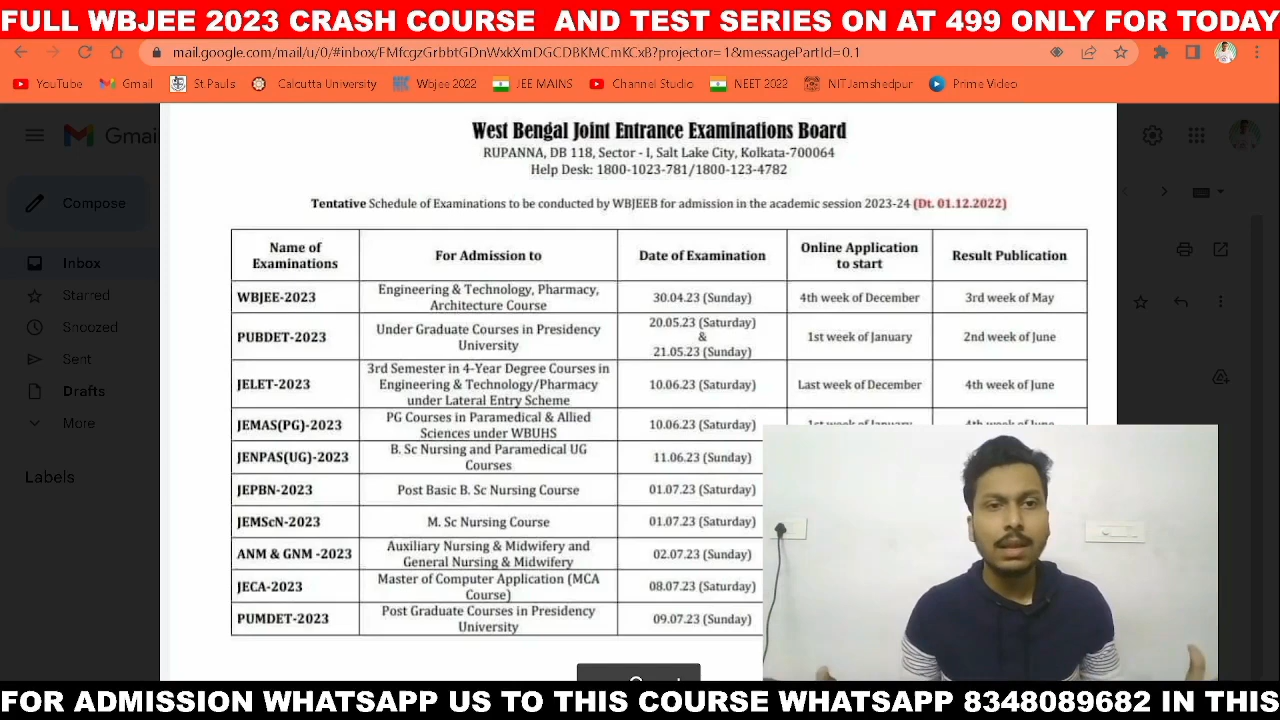 FULL WBJEE 2023 CRASH COURSE AND TEST SERIES ON AT 499 ONLY FOR TODAY
mail.google.com/mail/u/0/#inbox/
YouTube Gmail St Pauls Calcutta University Wbjee 2022 JEE MAINS Channel Studio NEET 2022 NIT Jamshedpur Prime Video
Gmai
Compose
Inbox
Starred
Snoozed
Sent
Drafts
More
Labels
West Bengal Joint Entrance Examinations Board
RUPANNA, DB 118, Sector - I, Salt Lake City, Kolkata-700064
Help Desk: 1800-1023-781/1800-123-4782
Tentative Schedule of Examinations to be conducted by WBJEEB for admission in the academic session 2023-24 (Dt. 01.12.2022)
Name of Examinations For Admission to Date of Examination Online Application to start Result Publication
WBJEE-2023 Engineering & Technology, Pharmacy, Architecture Course 30.04.23 (Sunday) 4th week of December 3rd week of May
PUBDET-2023 Under Graduate Courses in Presidency University 20.05.23 (Saturday) & 21.05.23 (Sunday) 1st week of January 2nd week of June
JELET-2023 3rd Semester in 4-Year Degree Courses in Engineering & Technology/Pharmacy under Lateral Entry Scheme 10.06.23 (Saturday) Last week of December 4th week of June
JEMAS(PG)-2023 PG Courses in Paramedical & Allied Sciences under WBUHS 10.06.23 (Saturday) 1st week of January 4th week of June
JENPAS(UG)-2023 B. Sc Nursing and Paramedical UG Courses 11.06.23 (Sunday)
JEPBN-2023 Post Basic B. Sc Nursing Course 01.07.23 (Saturday)
JEMScN-2023 M. Sc Nursing Course 01.07.23 (Saturday)
ANM & GNM -2023 Auxiliary Nursing & Midwifery and General Nursing & Midwifery 02.07.23 (Sunday)
JECA-2023 Master of Computer Application (MCA Course) 08.07.23 (Saturday)
PUMDET-2023 Post Graduate Courses in Presidency University 09.07.23 (Sunday)
FOR ADMISSION WHATSAPP US TO THIS COURSE WHATSAPP 8348089682 IN THIS